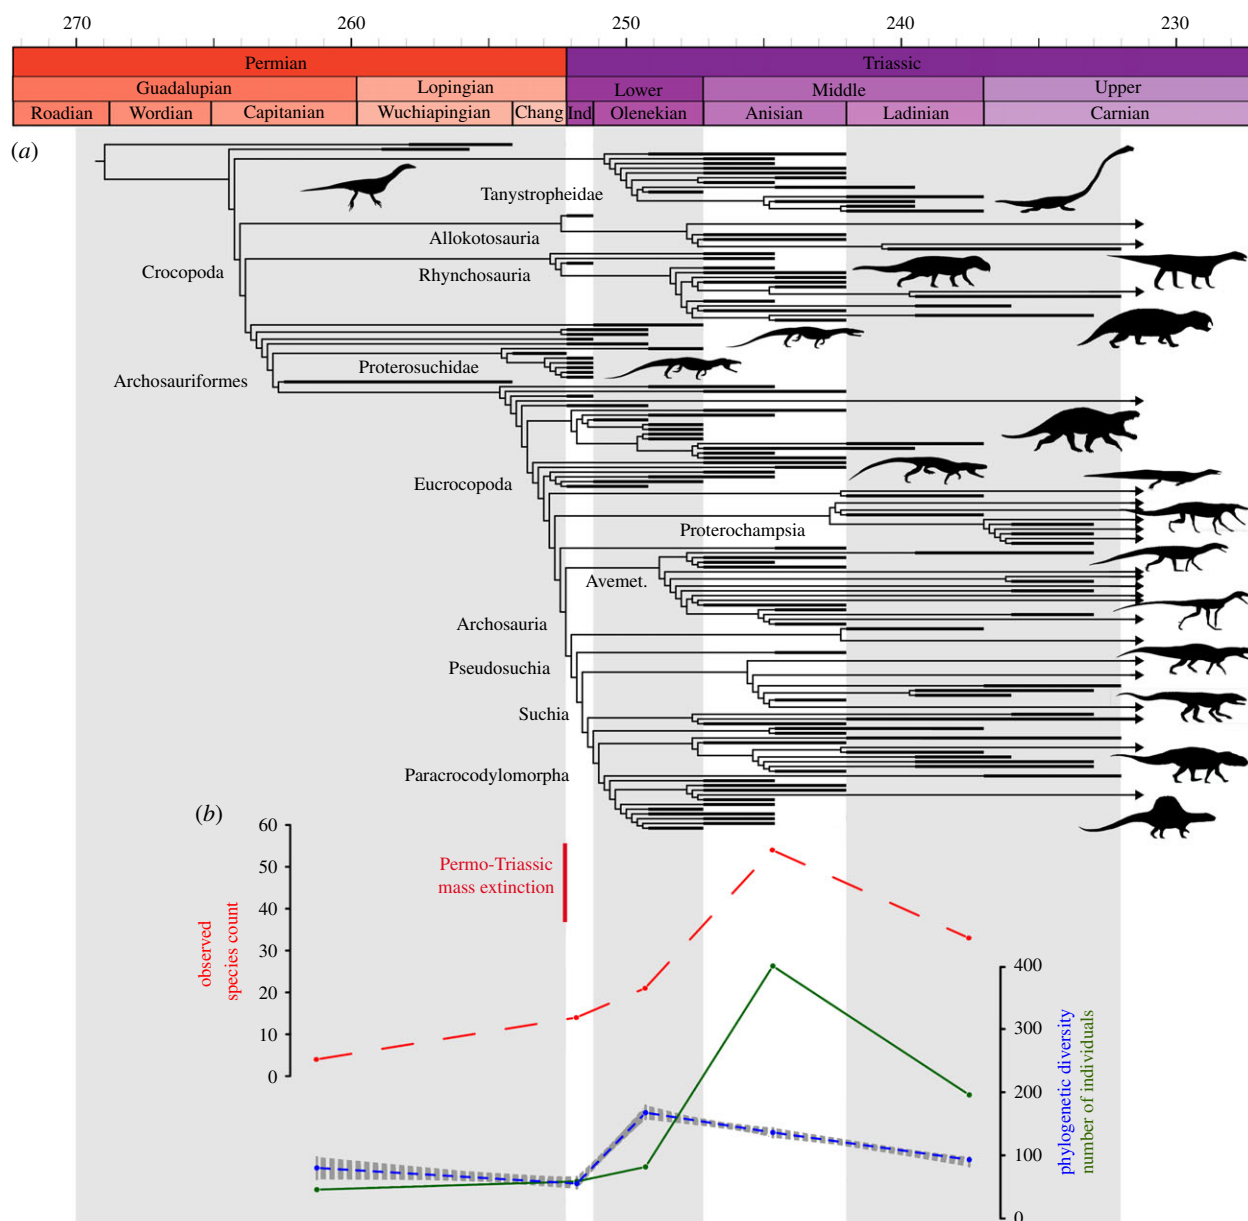 270 260 250 240 230
Permian Triassic
Guadalupian Lopingian Lower Middle Upper
Roadian Wordian Capitanian Wuchiapingian Chang Ind Olenekian Anisian Ladinian Carnian
(a)
Tanystropheidae
Allokotosauria
Crocopoda
Rhynchosauria
Proterosuchidae
Archosauriformes
Eucrocopoda
Proterochampsia
Avemet.
Archosauria
Pseudosuchia
Suchia
Paracrocodylomorpha
(b)
60
50
40
30
20
10
0
observed
species count
Permo-Triassic
mass extinction
400
300
200
100
0
phylogenetic diversity
number of individuals